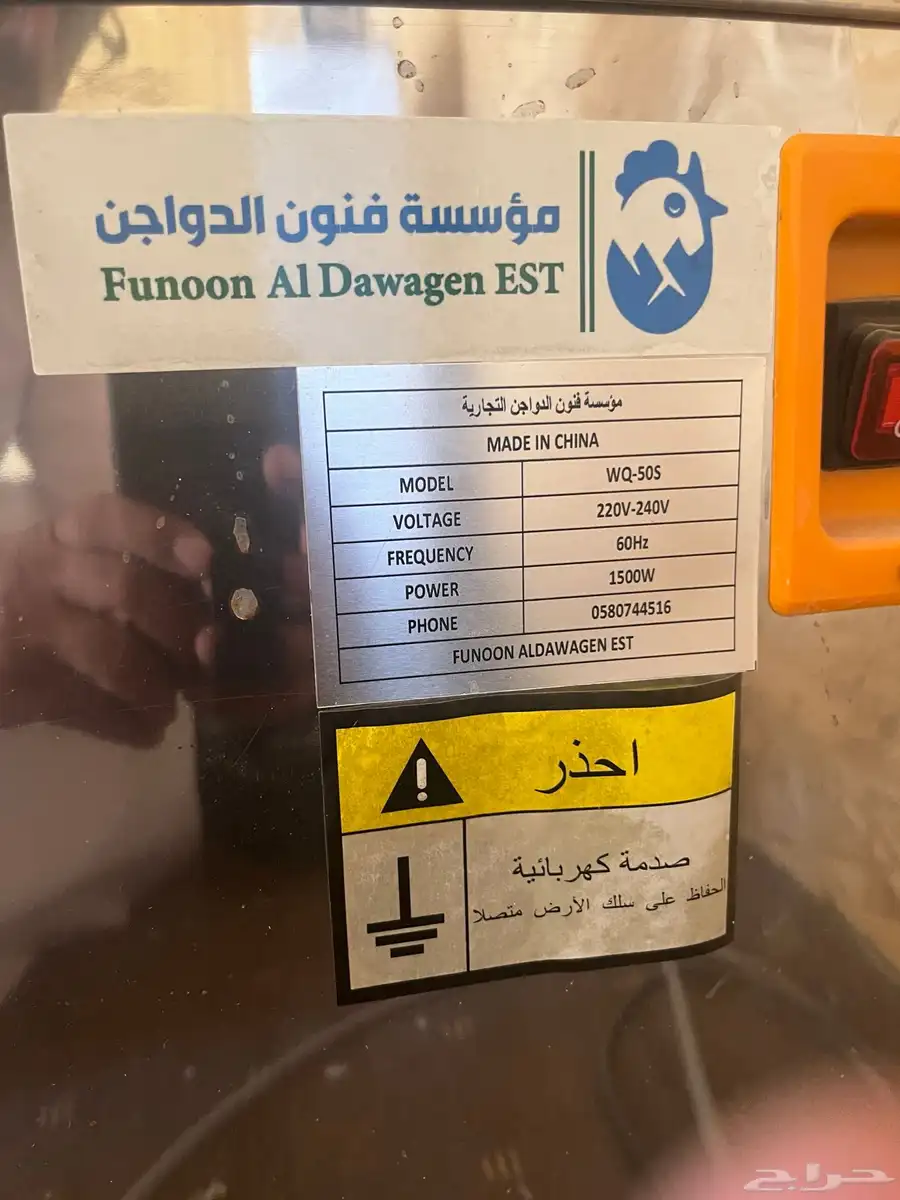 مؤسسة فنون الدواجن
Funoon Al Dawagen EST
مؤسسة فنون الدواجن التجارية
MADE IN CHINA
MODEL WQ-50S
VOLTAGE 220V-240V
FREQUENCY 60Hz
POWER 1500W
PHONE 0580744516
FUNOON ALDAWAGEN EST
احذر
صدمة كهربائية
الحفاظ على سلك الأرض متصلا
حراج